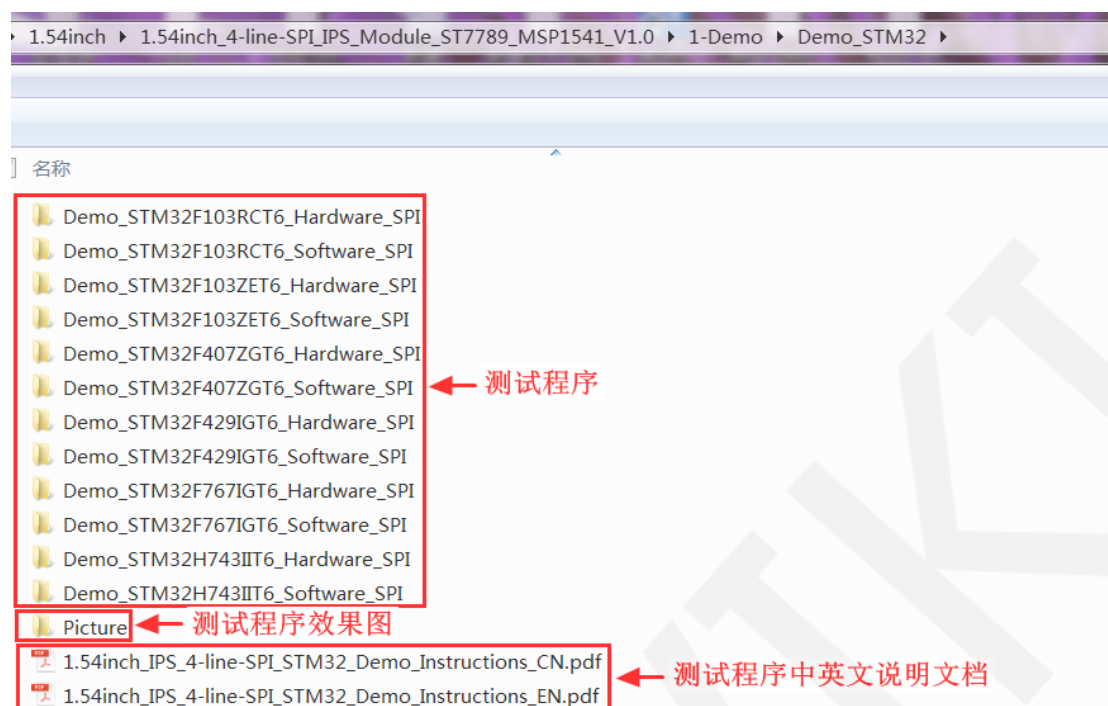 1.54inch ▸ 1.54inch_4-line-SPI_IPS_Module_ST7789_MSP1541_V1.0 ▸ 1-Demo ▸ Demo_STM32 ▸
名称
Demo_STM32F103RCT6_Hardware_SPI
Demo_STM32F103RCT6_Software_SPI
Demo_STM32F103ZET6_Hardware_SPI
Demo_STM32F103ZET6_Software_SPI
Demo_STM32F407ZGT6_Hardware_SPI
Demo_STM32F407ZGT6_Software_SPI 测试程序
Demo_STM32F429IGT6_Hardware_SPI
Demo_STM32F429IGT6_Software_SPI
Demo_STM32F767IGT6_Hardware_SPI
Demo_STM32F767IGT6_Software_SPI
Demo_STM32H743IIT6_Hardware_SPI
Demo_STM32H743IIT6_Software_SPI
Picture 测试程序效果图
1.54inch_IPS_4-line-SPI_STM32_Demo_Instructions_CN.pdf 测试程序中英文说明文档
1.54inch_IPS_4-line-SPI_STM32_Demo_Instructions_EN.pdf